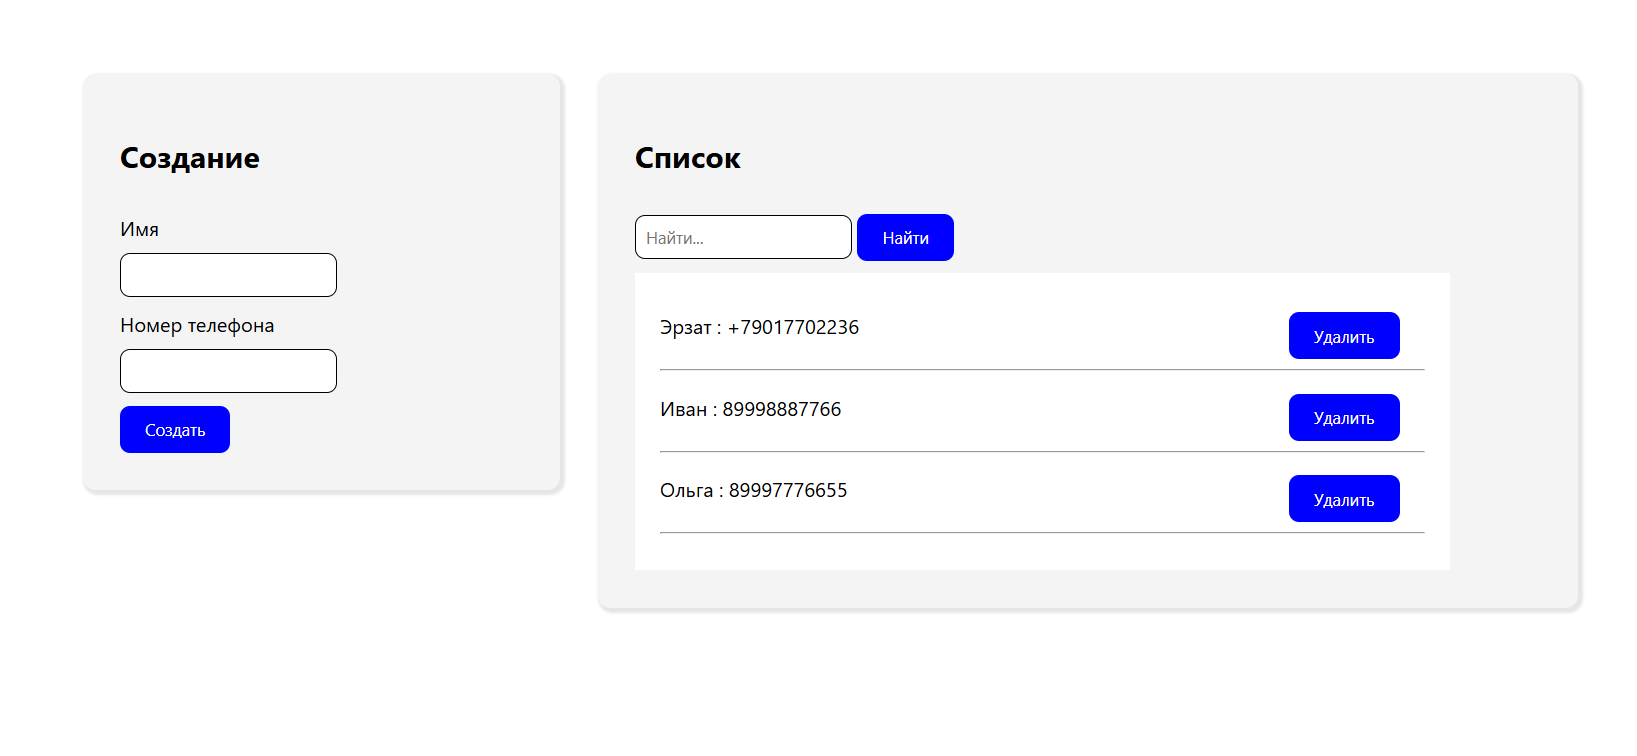 Создание
Имя
Номер телефона
Создать
Список
Найти... Найти
Эрзат : +79017702236 Удалить
Иван : 89998887766 Удалить
Ольга : 89997776655 Удалить